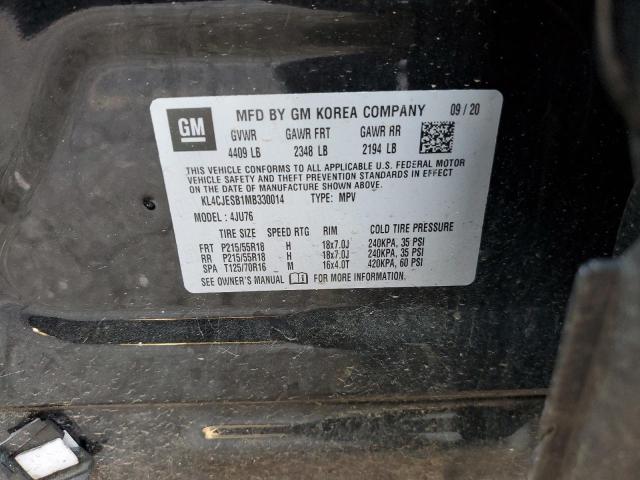 GM MFD BY GM KOREA COMPANY 09 / 20
GVWR GAWR FRT GAWR RR
4409 LB 2348 LB 2194 LB
THIS VEHICLE CONFORMS TO ALL APPLICABLE U.S. FEDERAL MOTOR
VEHICLE SAFETY AND THEFT PREVENTION STANDARDS IN EFFECT
ON THE DATE OF MANUFACTURE SHOWN ABOVE.
KL4CJESB1MB330014 TYPE: MPV
MODEL: 4JU76
TIRE SIZE SPEED RTG RIM COLD TIRE PRESSURE
FRT P215/55R18 H 18x7.0J 240KPA, 35 PSI
RR P215/55R18 H 18x7.0J 240KPA, 35 PSI
SPA T125/70R16 M 16x4.0T 420KPA, 60 PSI
SEE OWNER'S MANUAL FOR MORE INFORMATION.